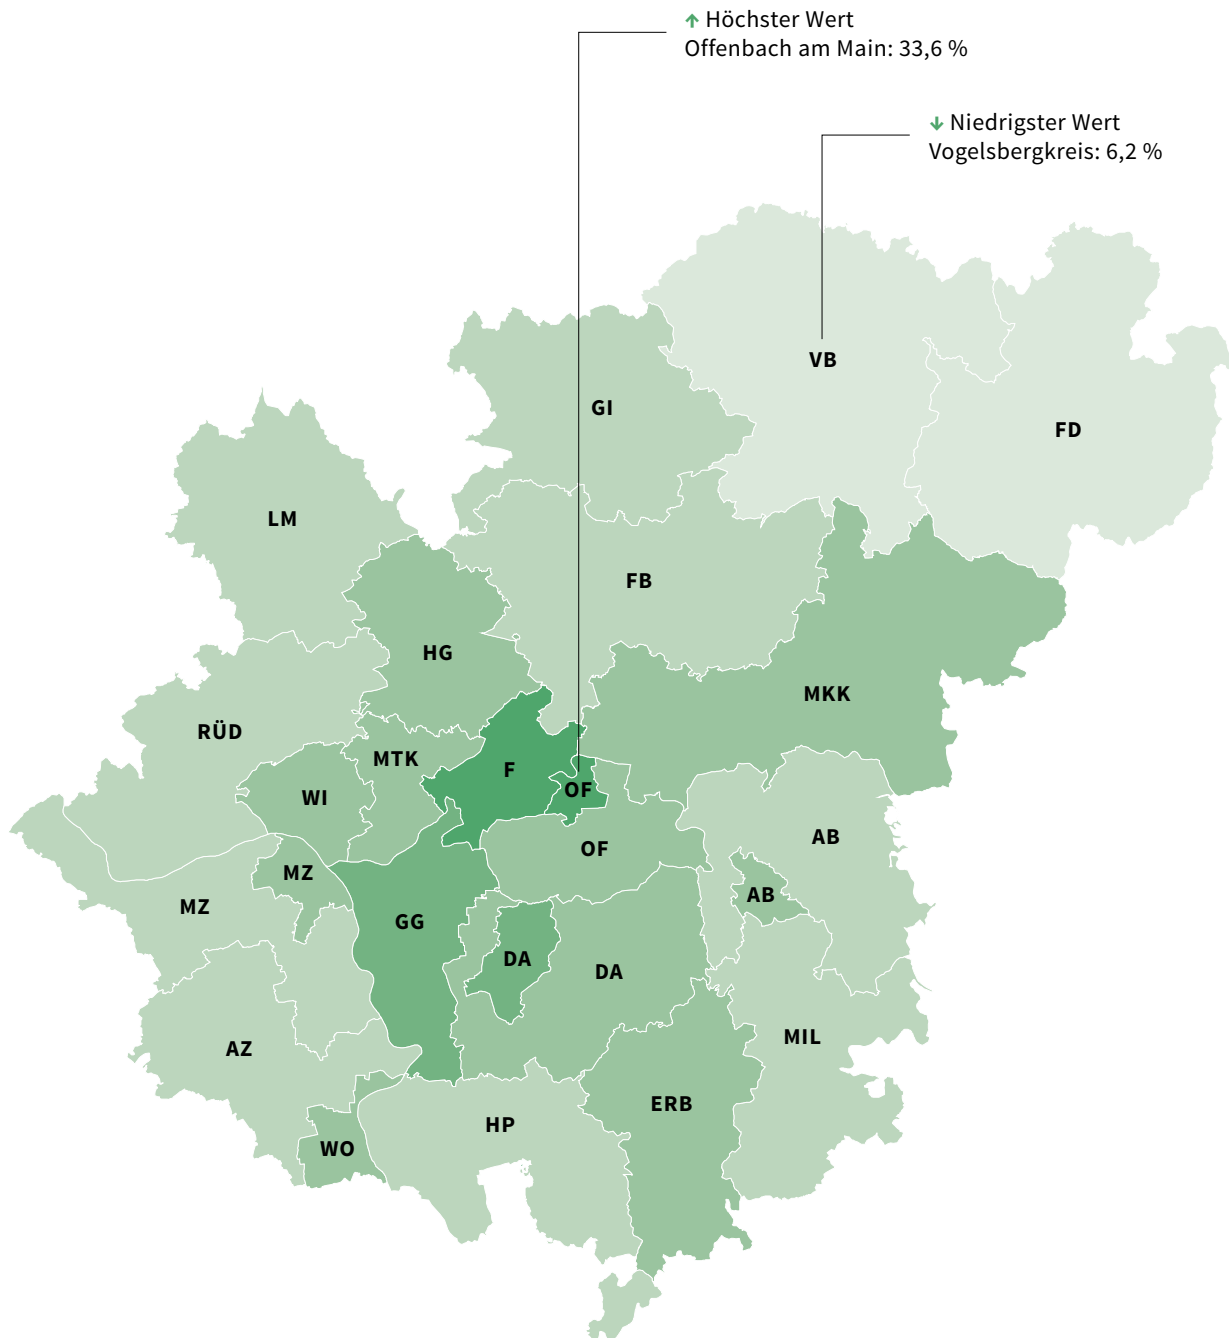 ↑ Höchster Wert
Offenbach am Main: 33,6 %
↓ Niedrigster Wert
Vogelsbergkreis: 6,2 %
VB
GI
FD
LM
FB
HG
MKK
RÜD
MTK
F
WI
OF
AB
OF
MZ
AB
MZ
GG
DA
DA
MIL
AZ
ERB
HP
WO